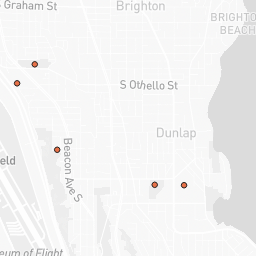 Brighton
S Graham St
BRIGHTON
BEACH
S Othello St
Dunlap
Beacon Ave S
eld
eum of Flight